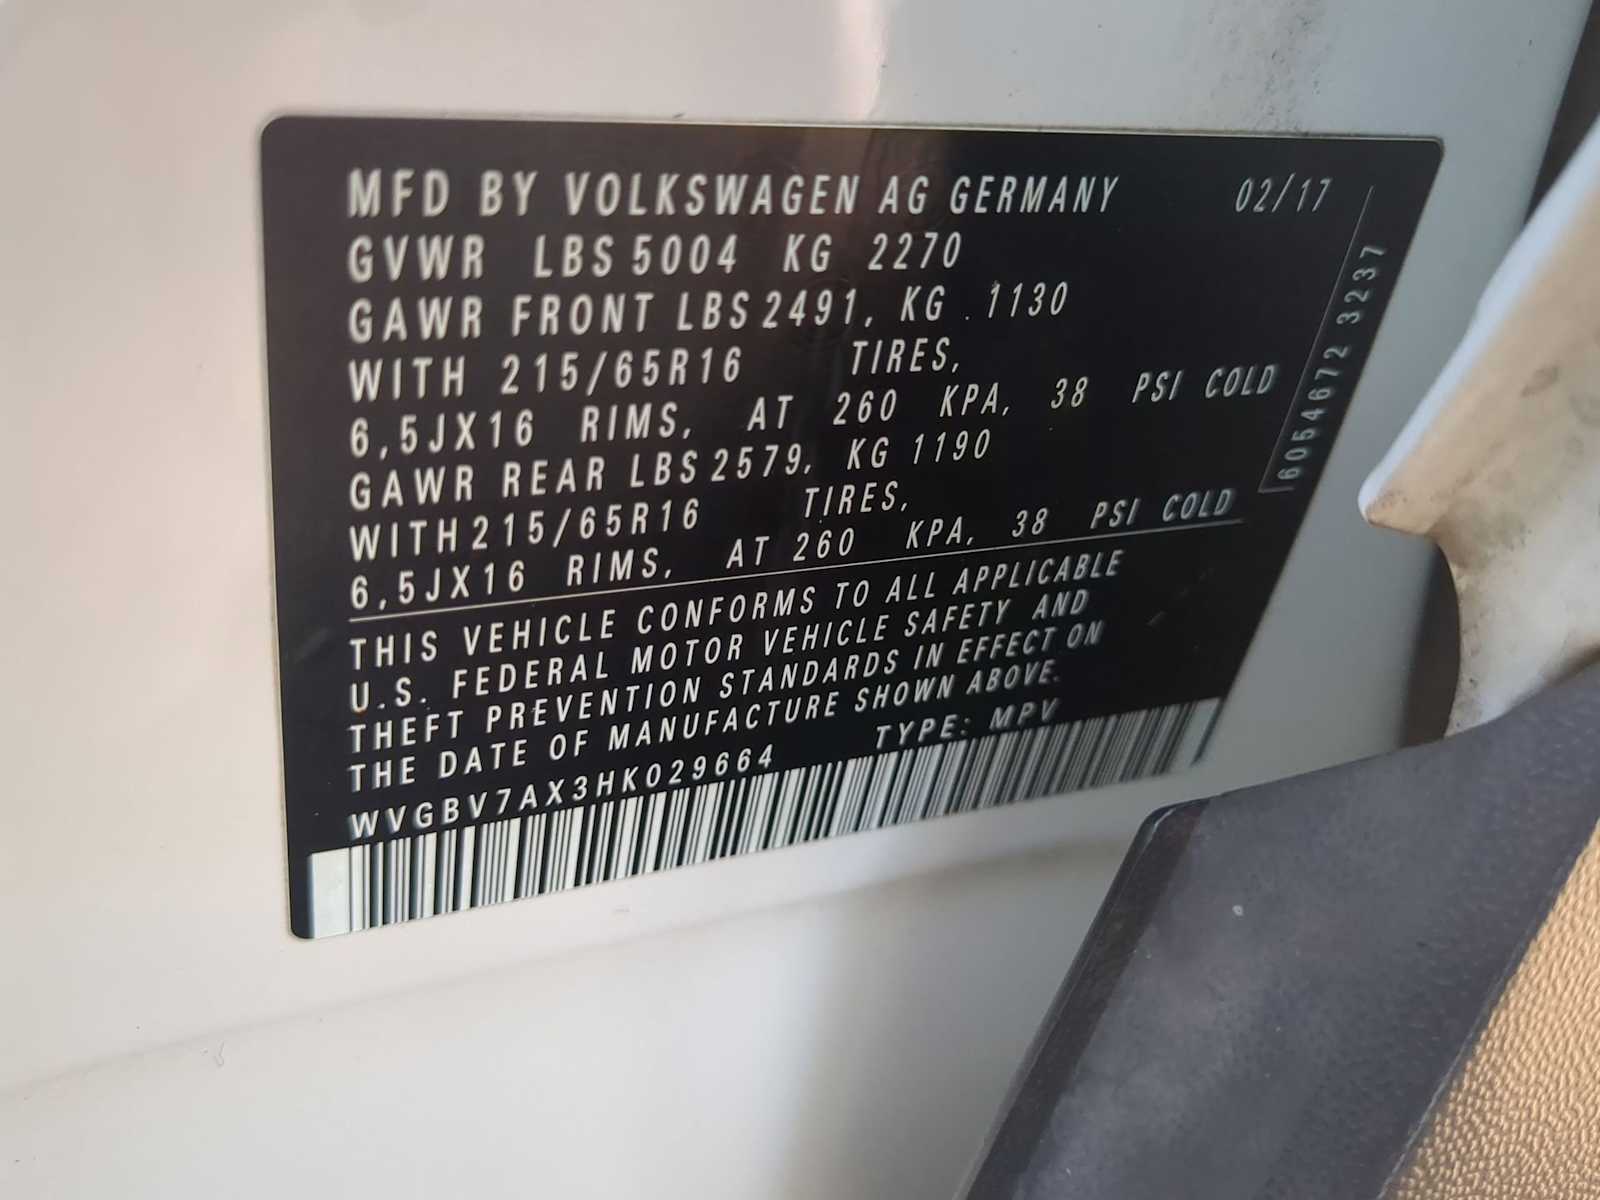 MFD BY VOLKSWAGEN AG GERMANY 02/17
GVWR LBS 5004 KG 2270
GAWR FRONT LBS 2491, KG 1130
WITH 215/65R16 TIRES,
6,5JX16 RIMS, AT 260 KPA, 38 PSI COLD
GAWR REAR LBS 2579, KG 1190
WITH 215/65R16 TIRES,
6,5JX16 RIMS, AT 260 KPA, 38 PSI COLD
THIS VEHICLE CONFORMS TO ALL APPLICABLE
U.S. FEDERAL MOTOR VEHICLE SAFETY AND
THEFT PREVENTION STANDARDS IN EFFECT ON
THE DATE OF MANUFACTURE SHOWN ABOVE.
WVGBV7AX3HK029664 TYPE: MPV
6054672 3237